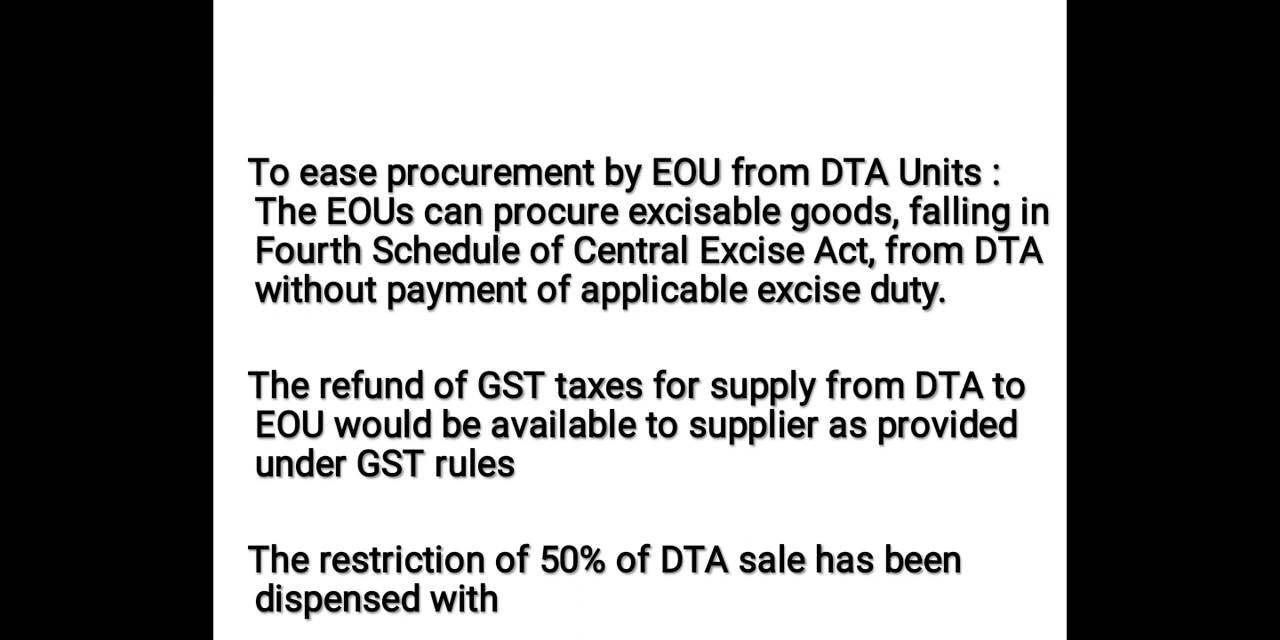 To ease procurement by EOU from DTA Units :
The EOUs can procure excisable goods, falling in
Fourth Schedule of Central Excise Act, from DTA
without payment of applicable excise duty.
The refund of GST taxes for supply from DTA to
EOU would be available to supplier as provided
under GST rules
The restriction of 50% of DTA sale has been
dispensed with